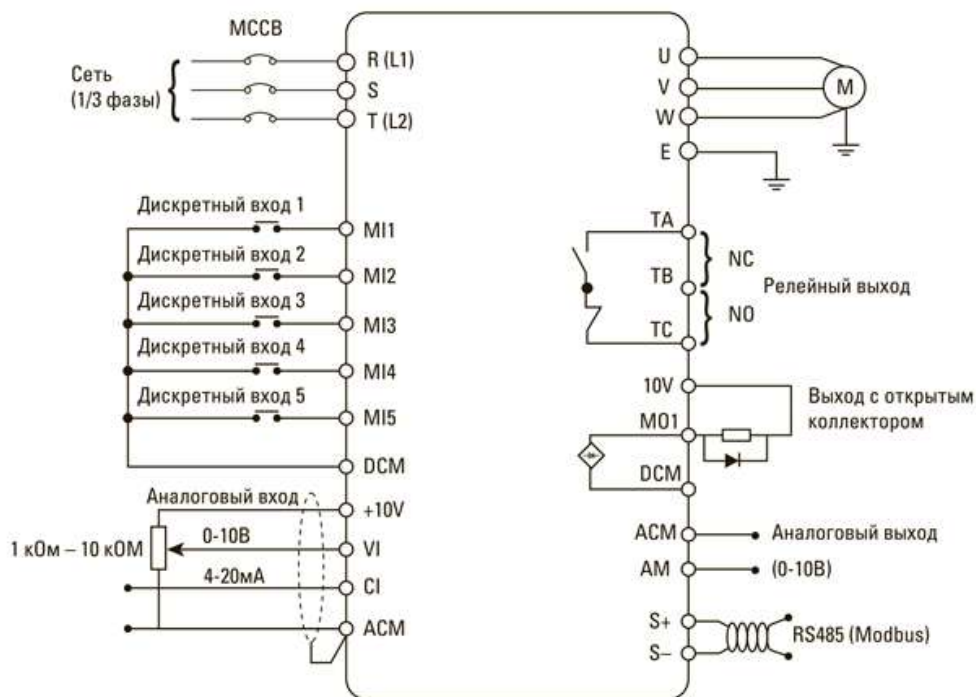 MCCB
Сеть
(1/3 фазы)
R (L1)
S
T (L2)
Дискретный вход 1
MI1
Дискретный вход 2
MI2
Дискретный вход 3
MI3
Дискретный вход 4
MI4
Дискретный вход 5
MI5
DCM
Аналоговый вход
+10V
1 кОм – 10 кОМ
0-10В
VI
4-20мА
CI
ACM
U
V
W
M
E
TA
NC
TB
Релейный выход
NO
TC
10V
Выход с открытым
коллектором
MO1
DCM
ACM
Аналоговый выход
AM
(0-10В)
S+
RS485 (Modbus)
S–